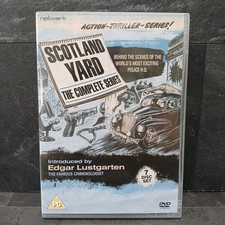 network
ACTION-THRILLER-SERIES!
SCOTLAND
YARD
THE COMPLETE SERIES
BEHIND THE SCENES OF THE
WORLD'S MOST EXCITING
POLICE H.Q.
Introduced by
Edgar Lustgarten
THE FAMOUS CRIMINOLOGIST
7
DISC
SET
PG
DVD